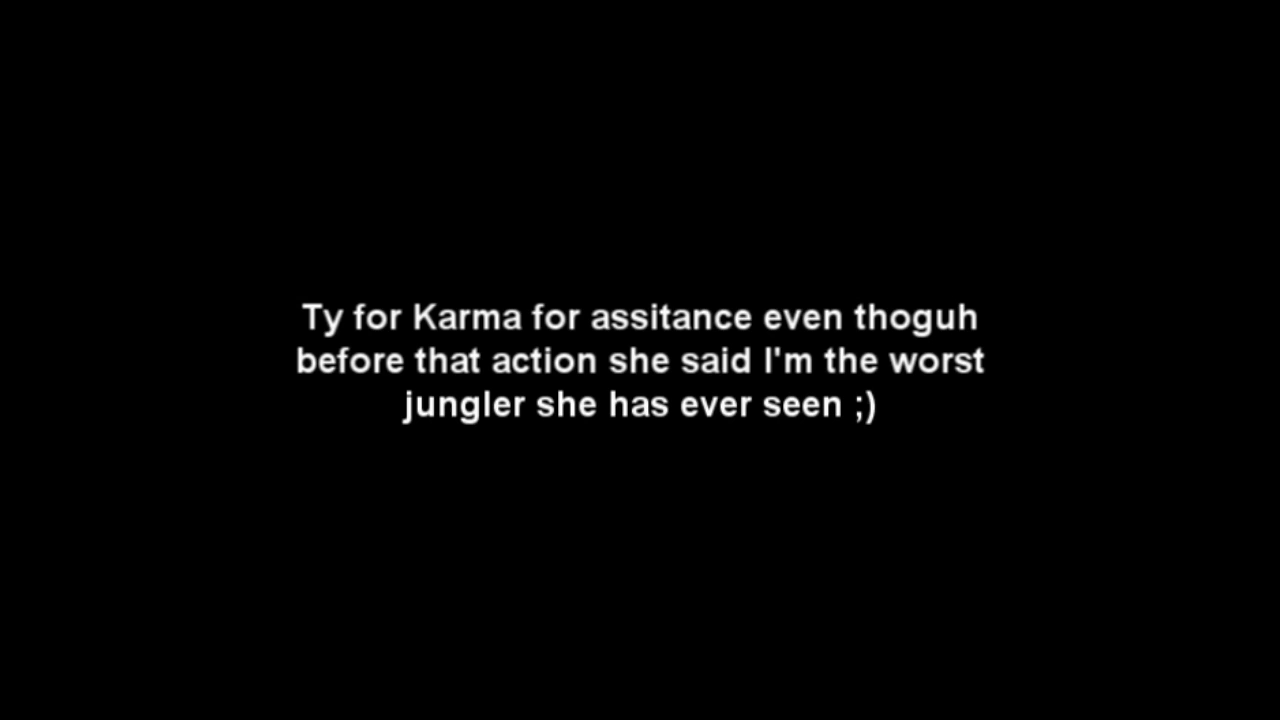 Ty for Karma for assitance even thoguh
before that action she said I'm the worst
jungler she has ever seen ;)